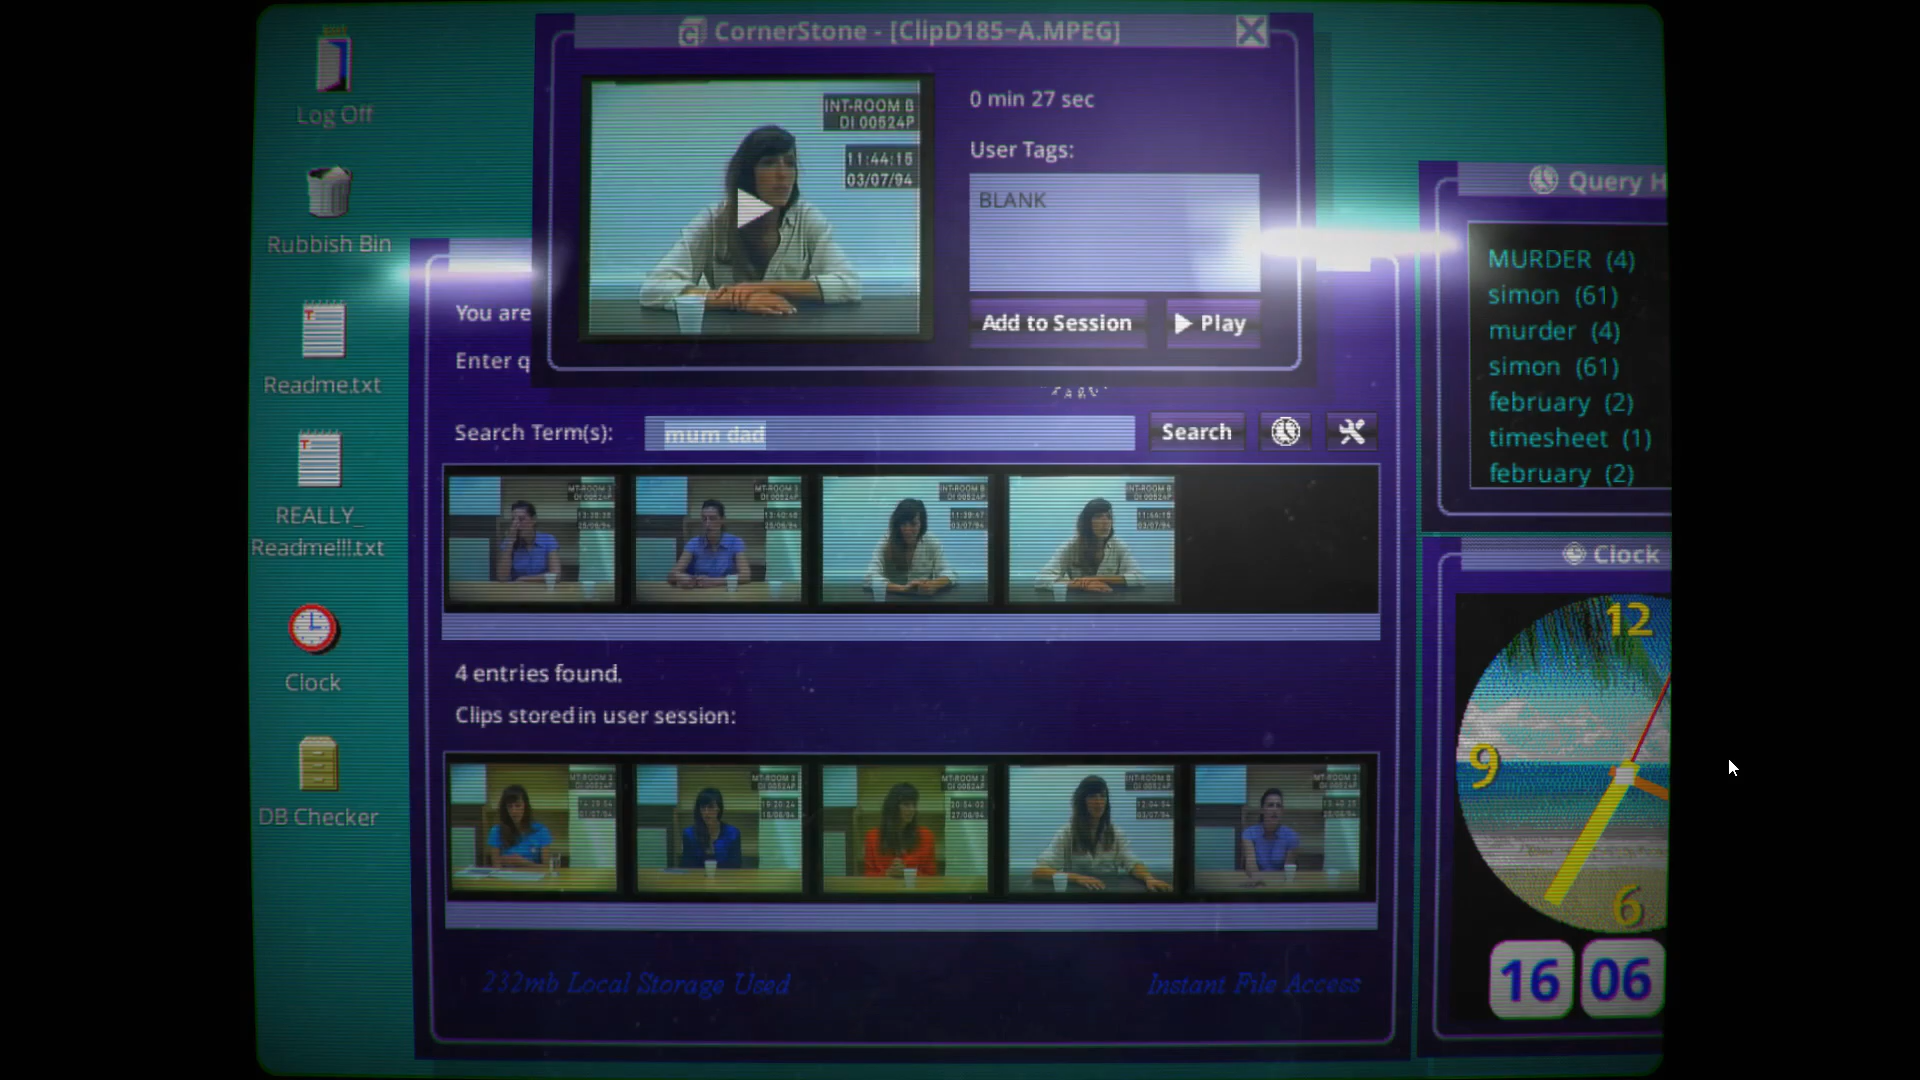 Log Off
Rubbish Bin
Readme.txt
REALLY_
Readme!!!.txt
Clock
DB Checker
CornerStone - [ClipD185~A.MPEG]
INT-ROOM B
DI 00524P
11:44:15
03/07/94
0 min 27 sec
User Tags:
BLANK
Add to Session
Play
You are
Enter q
Search Term(s):
mum dad
Search
4 entries found.
Clips stored in user session:
232mb Local Storage Used
Instant File Access
Query H
MURDER (4)
simon (61)
murder (4)
simon (61)
february (2)
timesheet (1)
february (2)
Clock
12
9
6
16 06